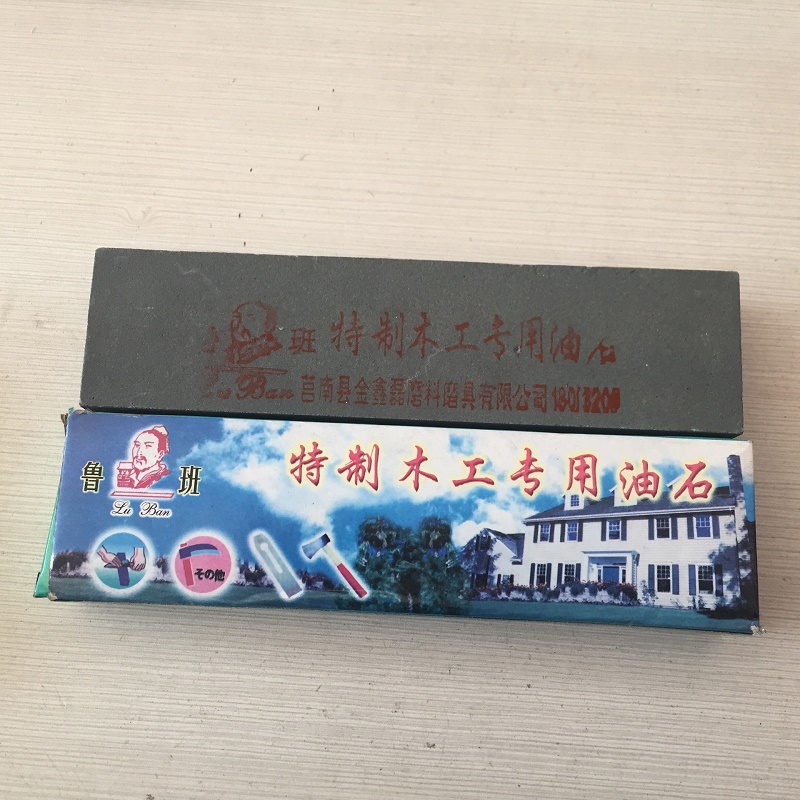 班 特制木工专用油石
Lu Ban 莒南县金鑫磊磨料磨具有限公司
鲁 班 特制木工专用油石
Lu Ban
その他